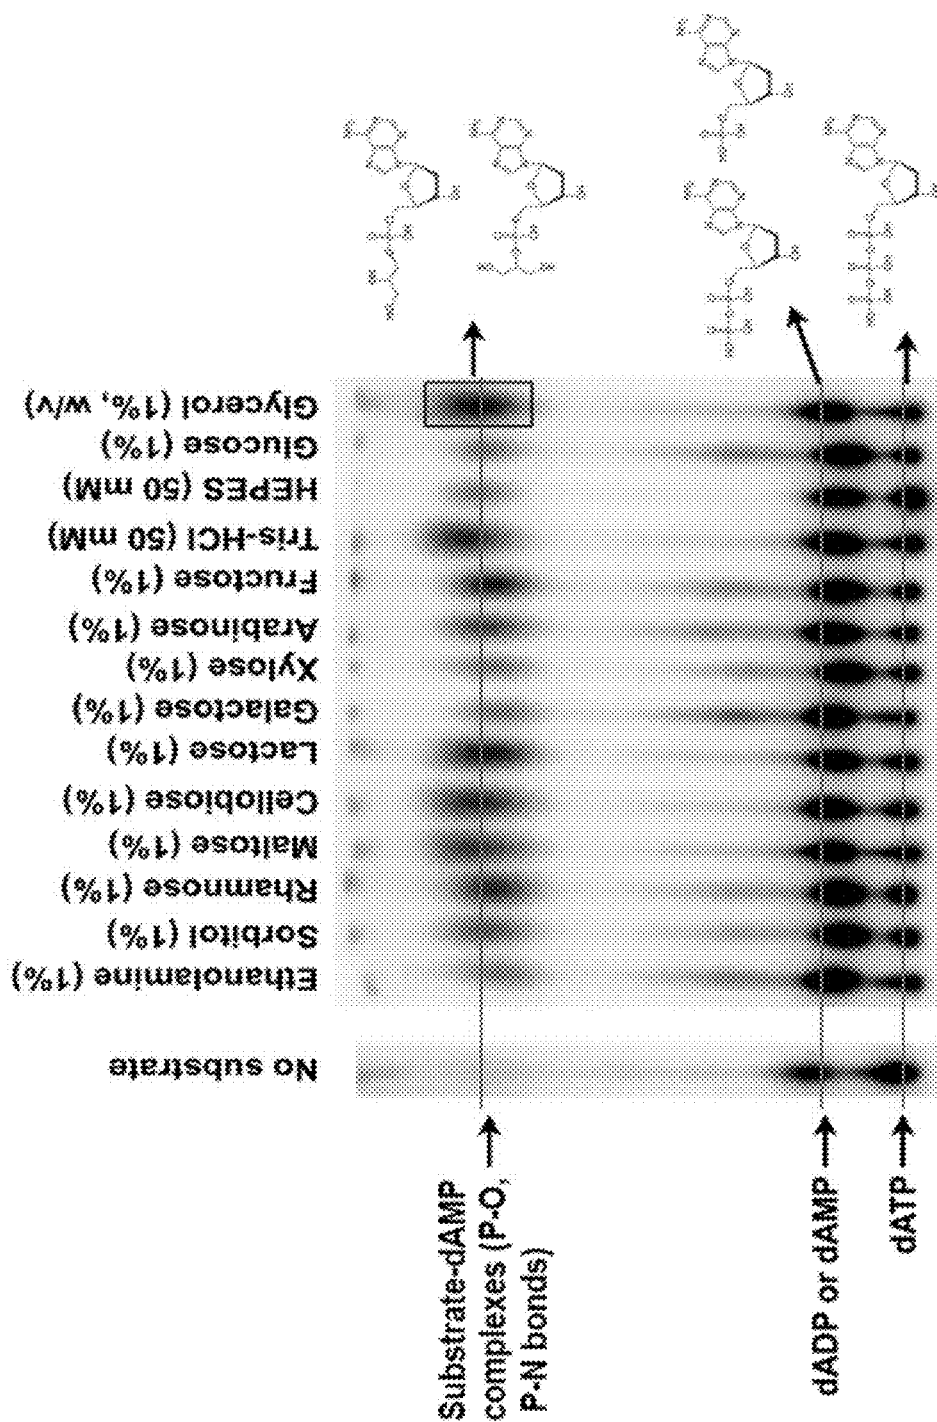 No substrate
Ethanolamine (1%)
Sorbitol (1%)
Rhamnose (1%)
Maltose (1%)
Cellobiose (1%)
Lactose (1%)
Galactose (1%)
Xylose (1%)
Arabinose (1%)
Fructose (1%)
Tris-HCl (50 mM)
HEPES (50 mM)
Glucose (1%)
Glycerol (1%, w/v)
Substrate-dAMP
complexes (P-O,
P-N bonds)
dADP or dAMP
dATP